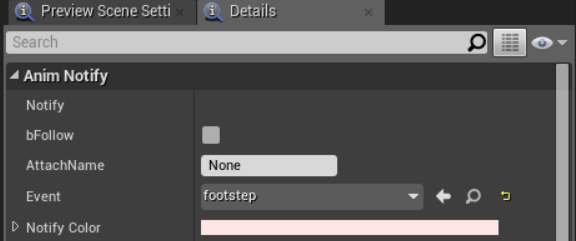 Preview Scene Setti
Details
Search
Anim Notify
Notify
bFollow
AttachName None
Event footstep
Notify Color